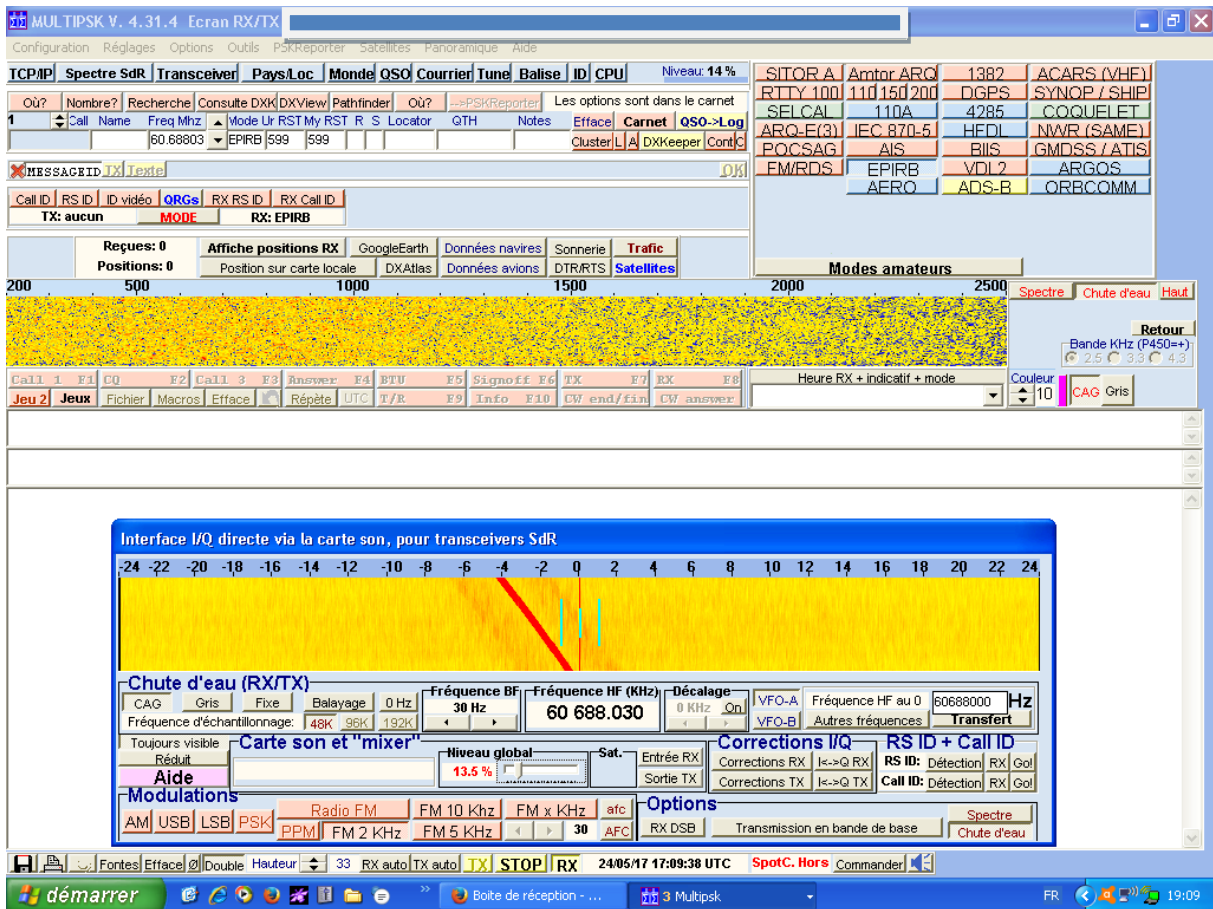 MULTIPSK V. 4.31.4 Ecran RX/TX
Configuration Réglages Options Outils PSKReporter Satellites Panoramique Aide
TCP/IP Spectre SdR Transceiver Pays/Loc Monde QSO Courrier Tune Balise ID CPU Niveau: 14 %
SITOR A Amtor ARQ 1382 ACARS (VHF)
RTTY 100 110 150 200 DGPS SYNOP / SHIP
SELCAL 110A 4285 COQUELET
ARQ-E(3) IEC 870-5 HFDL NWR (SAME)
POCSAG AIS BIIS GMDSS / ATIS
FM/RDS EPIRB VDL2 ARGOS
AERO ADS-B ORBCOMM
Modes amateurs
Où? Nombre? Recherche Consulte DXK DXView Pathfinder Où? -->PSKReporter Les options sont dans le carnet
1 Call Name Freq Mhz Mode Ur RST My RST R S Locator QTH Notes Efface Carnet QSO->Log
60.68803 EPIRB 599 599 Cluster L A DXKeeper Cont C
MESSAGEID TX Texte OK
Call ID RS ID ID vidéo QRGs RX RS ID RX Call ID
TX: aucun MODE RX: EPIRB
Reçues: 0 Affiche positions RX GoogleEarth Données navires Sonnerie Trafic
Positions: 0 Position sur carte locale DXAtlas Données avions DTR/RTS Satellites
200 500 1000 1500 2000 2500
Spectre Chute d'eau Haut
Retour
Bande KHz (P450=+)
2.5 3.3 4.3
Call 1 F1 CQ F2 Call 3 F3 Answer F4 BTU F5 Signoff F6 TX F7 RX F8
Heure RX + indicatif + mode
Couleur
10 CAG Gris
Jeu 2 Jeux Fichier Macros Efface Répète UTC T/R F9 Info F10 CW end/fin CW answer
Interface I/Q directe via la carte son, pour transceivers SdR
-24 -22 -20 -18 -16 -14 -12 -10 -8 -6 -4 -2 0 2 4 6 8 10 12 14 16 18 20 22 24
Chute d'eau (RX/TX)
CAG Gris Fixe Balayage 0 Hz
Fréquence d'échantillonnage: 48K 96K 192K
Fréquence BF
30 Hz
Fréquence HF (KHz)
60 688.030
Décalage
0 KHz On
VFO-A Fréquence HF au 0 60688000 Hz
VFO-B Autres fréquences Transfert
Toujours visible
Réduit
Aide
Carte son et "mixer"
Niveau global
13.5 %
Sat.
Entrée RX
Sortie TX
Corrections I/Q
Corrections RX I<->Q RX
Corrections TX I<->Q TX
RS ID + Call ID
RS ID: Détection RX Go!
Call ID: Détection RX Go!
Modulations
AM USB LSB PSK Radio FM FM 10 Khz FM x KHz afc
PPM FM 2 KHz FM 5 KHz 30 AFC
Options
RX DSB Transmission en bande de base
Spectre
Chute d'eau
Fontes Efface Ø Double Hauteur 33 RX auto TX auto TX STOP RX 24/05/17 17:09:38 UTC SpotC. Hors Commander
démarrer » Boîte de réception - ... 3 Multipsk FR 19:09